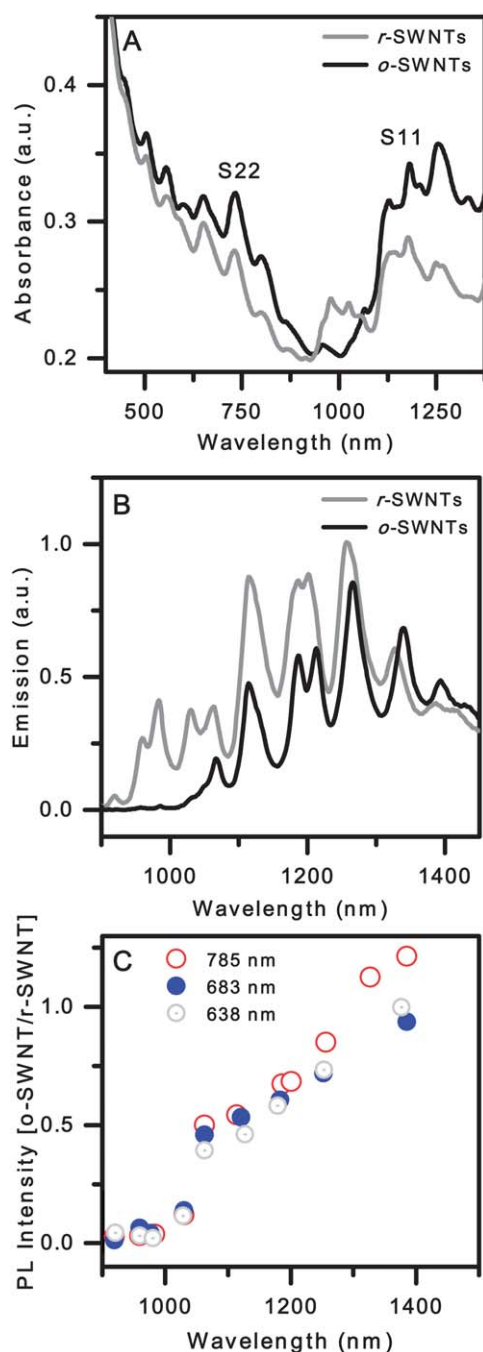 A
r-SWNTs
o-SWNTs
S22
S11
Absorbance (a.u.)
0.4
0.3
0.2
500 750 1000 1250
Wavelength (nm)
B
r-SWNTs
o-SWNTs
Emission (a.u.)
1.0
0.5
0.0
1000 1200 1400
Wavelength (nm)
C
785 nm
683 nm
638 nm
PL Intensity [o-SWNT/r-SWNT]
1.0
0.5
0.0
1000 1200 1400
Wavelength (nm)